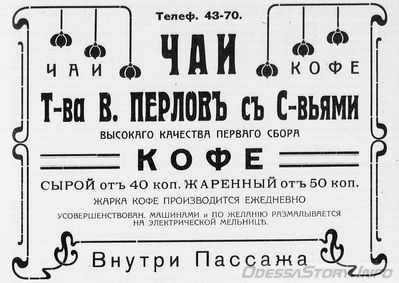 Телеф. 43-70.
ЧАИ
ЧАИ КОФЕ
Т-ва В. ПЕРЛОВЪ съ С-вьями
ВЫСОКАГО КАЧЕСТВА ПЕРВАГО СБОРА
КОФЕ
СЫРОЙ отъ 40 коп. ЖАРЕННЫЙ отъ 50 коп.
ЖАРКА КОФЕ ПРОИЗВОДИТСЯ ЕЖЕДНЕВНО
УСОВЕРШЕНСТВОВАН. МАШИНАМИ и ПО ЖЕЛАНІЮ РАЗМАЛЫВАЕТСЯ
НА ЭЛЕКТРИЧЕСКОЙ МЕЛЬНИЦѢ.
Внутри Пассажа
OdessaStory.Info